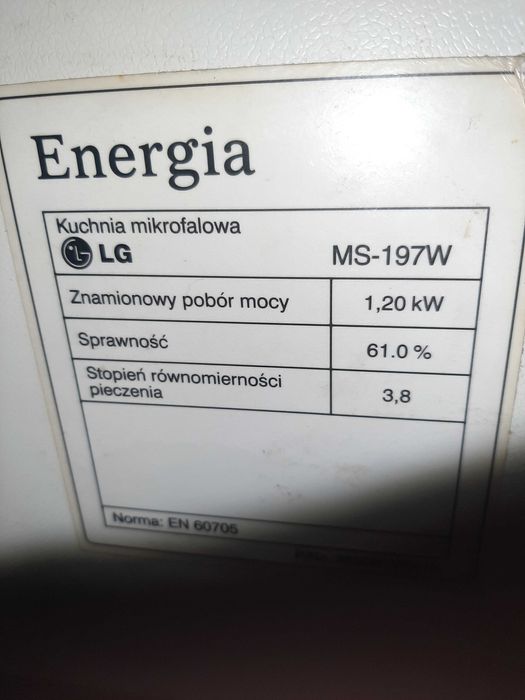 Energia
Kuchnia mikrofalowa
LG MS-197W
Znamionowy pobór mocy 1,20 kW
Sprawność 61.0 %
Stopień równomierności
pieczenia 3,8
Norma: EN 60705